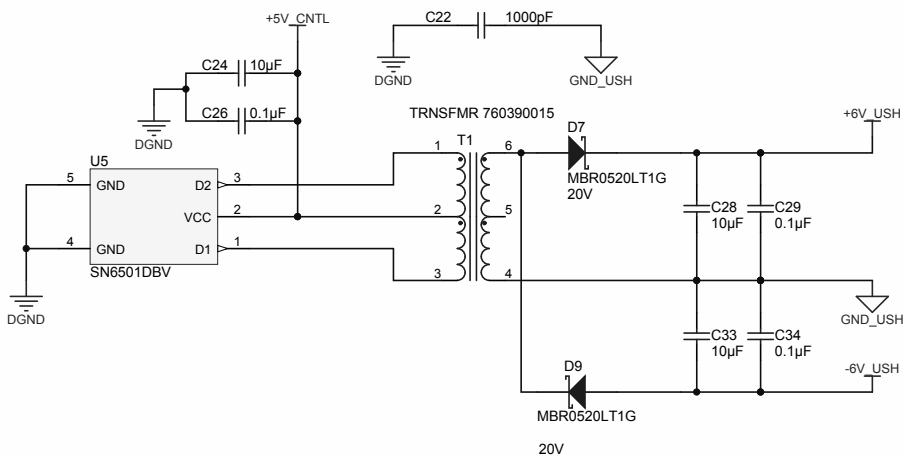 +5V_CNTL
C22 1000pF
DGND
GND_USH
C24 10µF
C26 0.1µF
DGND
TRNSFMR 760390015
T1
D7
MBR0520LT1G
20V
+6V_USH
U5
5 GND D2 3
VCC 2
4 GND D1 1
SN6501DBV
DGND
1 6
2 5
3 4
C28
10µF
C29
0.1µF
GND_USH
C33
10µF
C34
0.1µF
D9
MBR0520LT1G
20V
-6V_USH